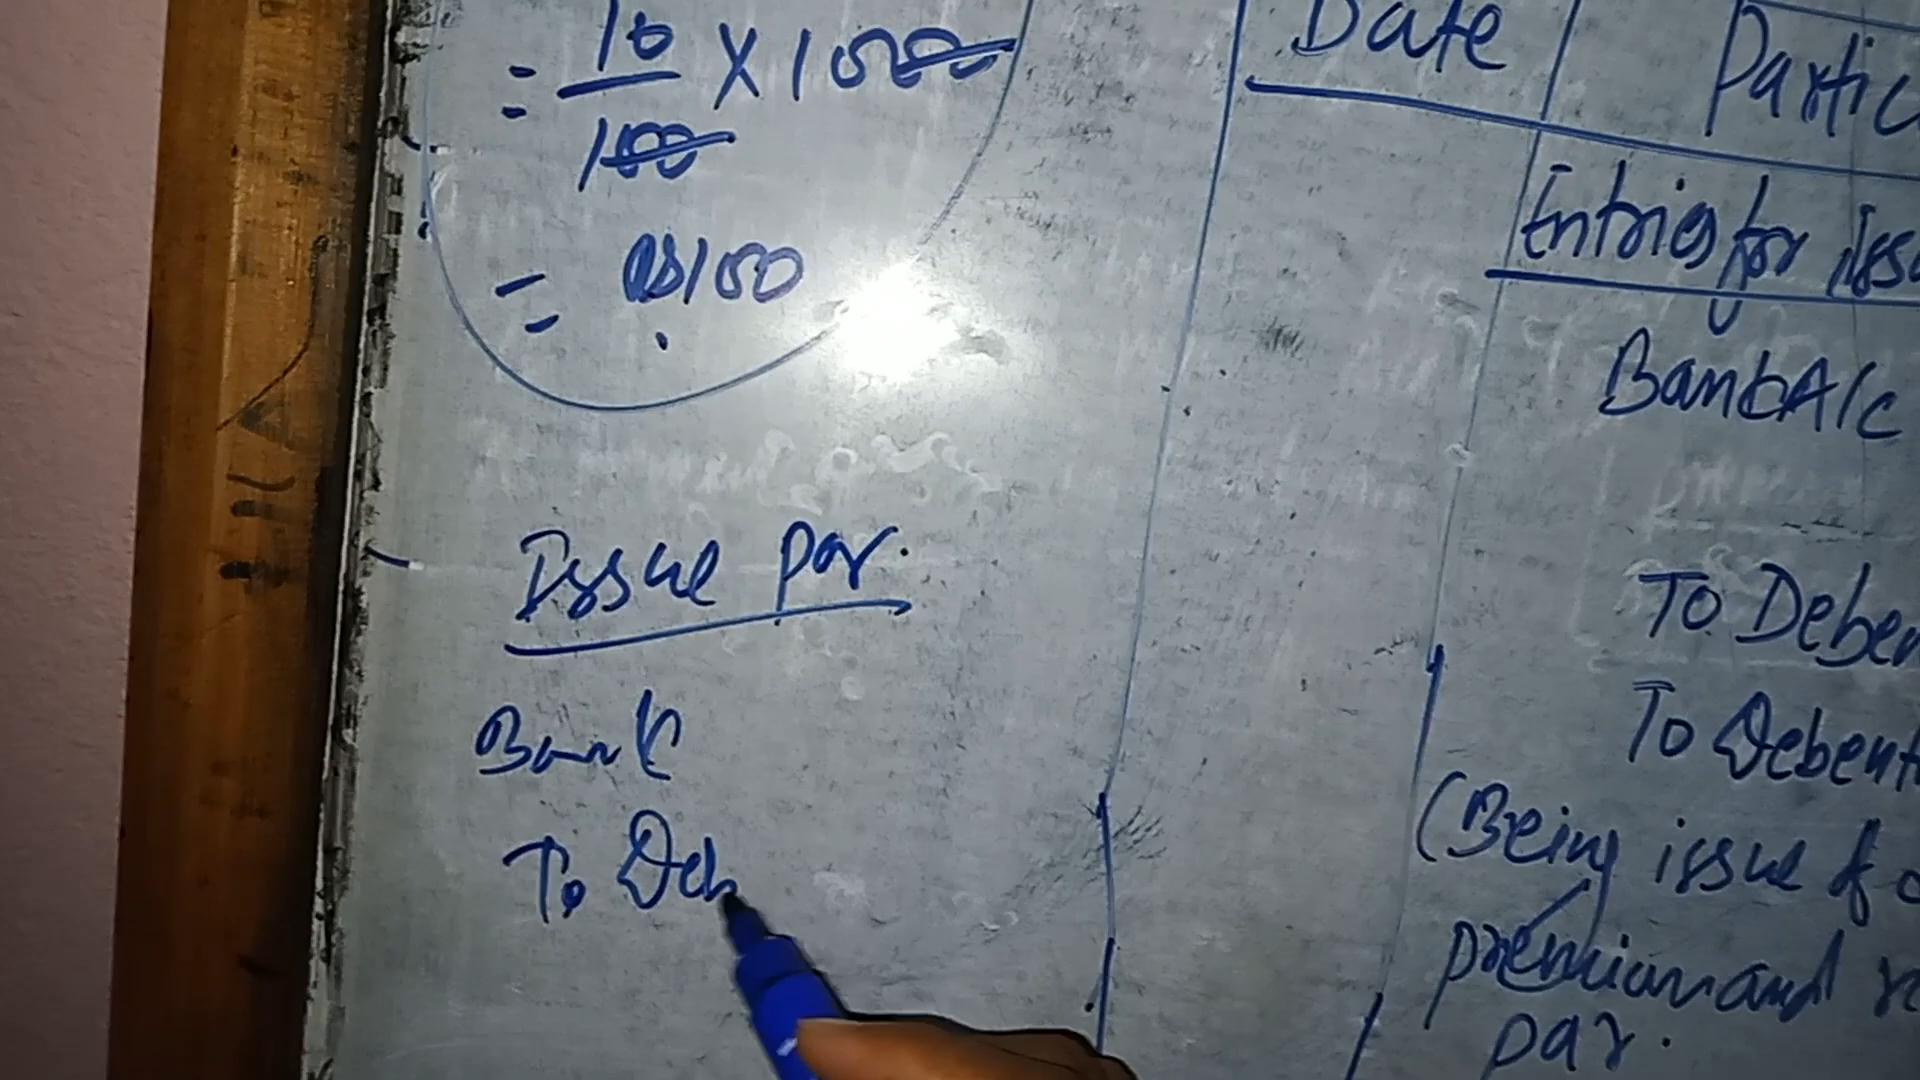 = 10/100 × 1000
= Rs100
Issue par.
Bank
To Deb
Date
Partic
Entries for issu
Bank A/c
To Deben
To Debent
(Being issue of d
premium and re
par.